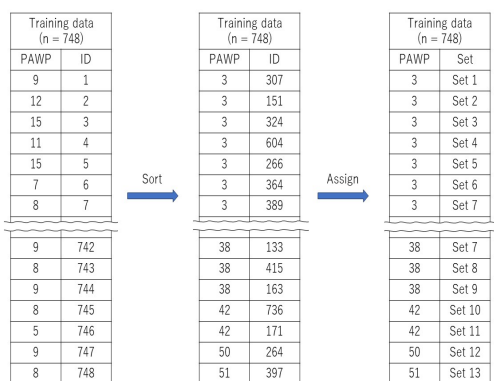 Training data
(n = 748)
PAWP ID
9 1
12 2
15 3
11 4
15 5
7 6
8 7
9 742
8 743
9 744
8 745
5 746
9 747
8 748
Sort
Training data
(n = 748)
PAWP ID
3 307
3 151
3 324
3 604
3 266
3 364
3 389
38 133
38 415
38 163
42 736
42 171
50 264
51 397
Assign
Training data
(n = 748)
PAWP Set
3 Set 1
3 Set 2
3 Set 3
3 Set 4
3 Set 5
3 Set 6
3 Set 7
38 Set 7
38 Set 8
38 Set 9
42 Set 10
42 Set 11
50 Set 12
51 Set 13